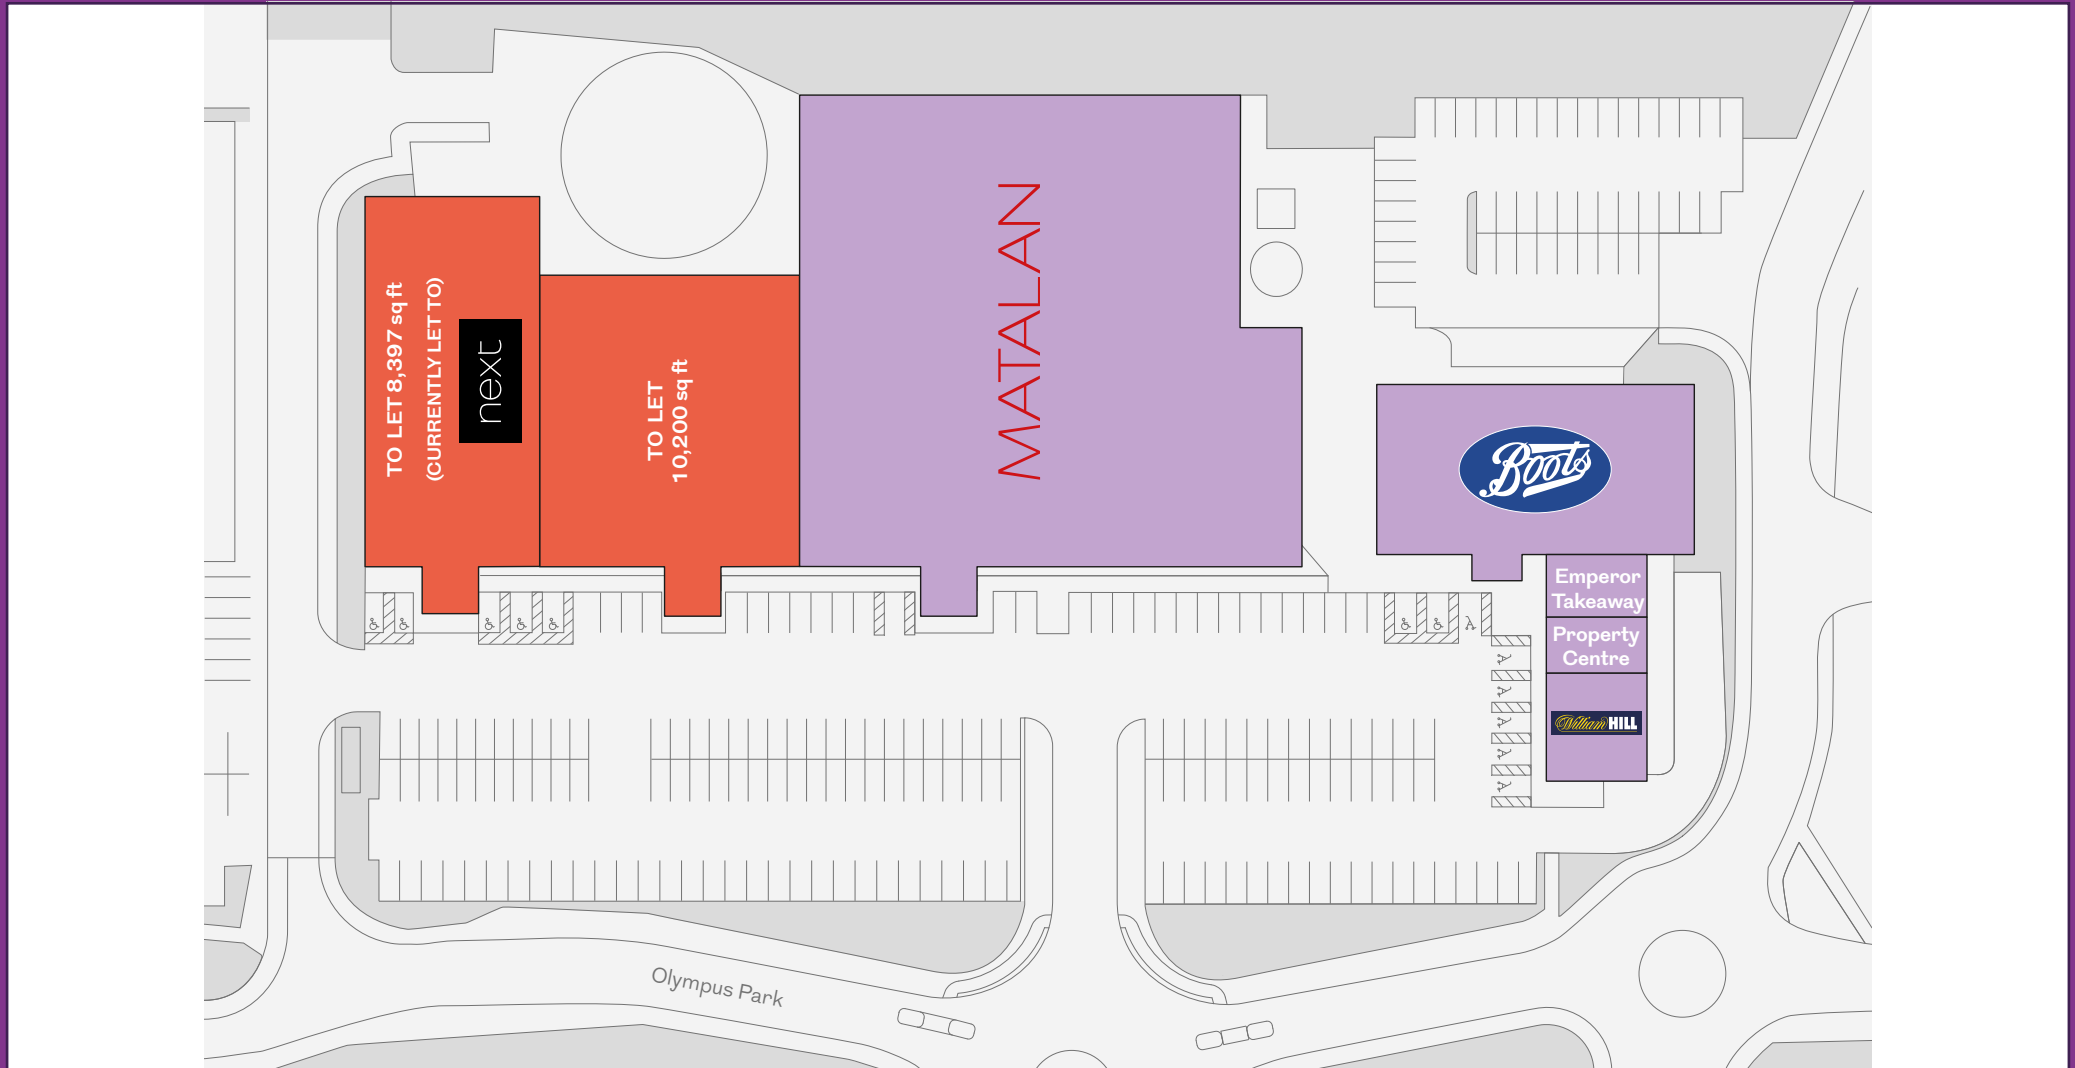 TO LET 8,397 sq ft
(CURRENTLY LET TO)
next
TO LET
10,200 sq ft
MATALAN
Boots
Emperor
Takeaway
Property
Centre
William HILL
Olympus Park